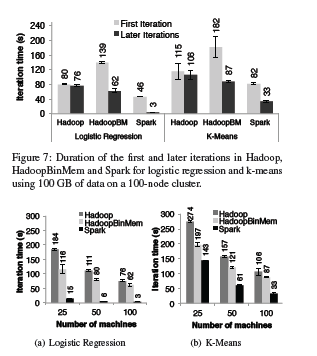 First Iteration
Later Iterations
Iteration time (s)
240
200
160
120
80
40
0
80
76
139
62
46
3
115
106
182
87
82
33
Hadoop HadoopBM Spark Hadoop HadoopBM Spark
Logistic Regression K-Means
Figure 7: Duration of the first and later iterations in Hadoop,
HadoopBinMem and Spark for logistic regression and k-means
using 100 GB of data on a 100-node cluster.
Iteration time (s)
300
250
200
150
100
50
0
Hadoop
HadoopBinMem
Spark
184
116
15
111
80
6
76
62
3
25 50 100
Number of machines
(a) Logistic Regression
Iteration time (s)
300
250
200
150
100
50
0
Hadoop
HadoopBinMem
Spark
274
197
143
157
121
61
106
87
33
25 50 100
Number of machines
(b) K-Means